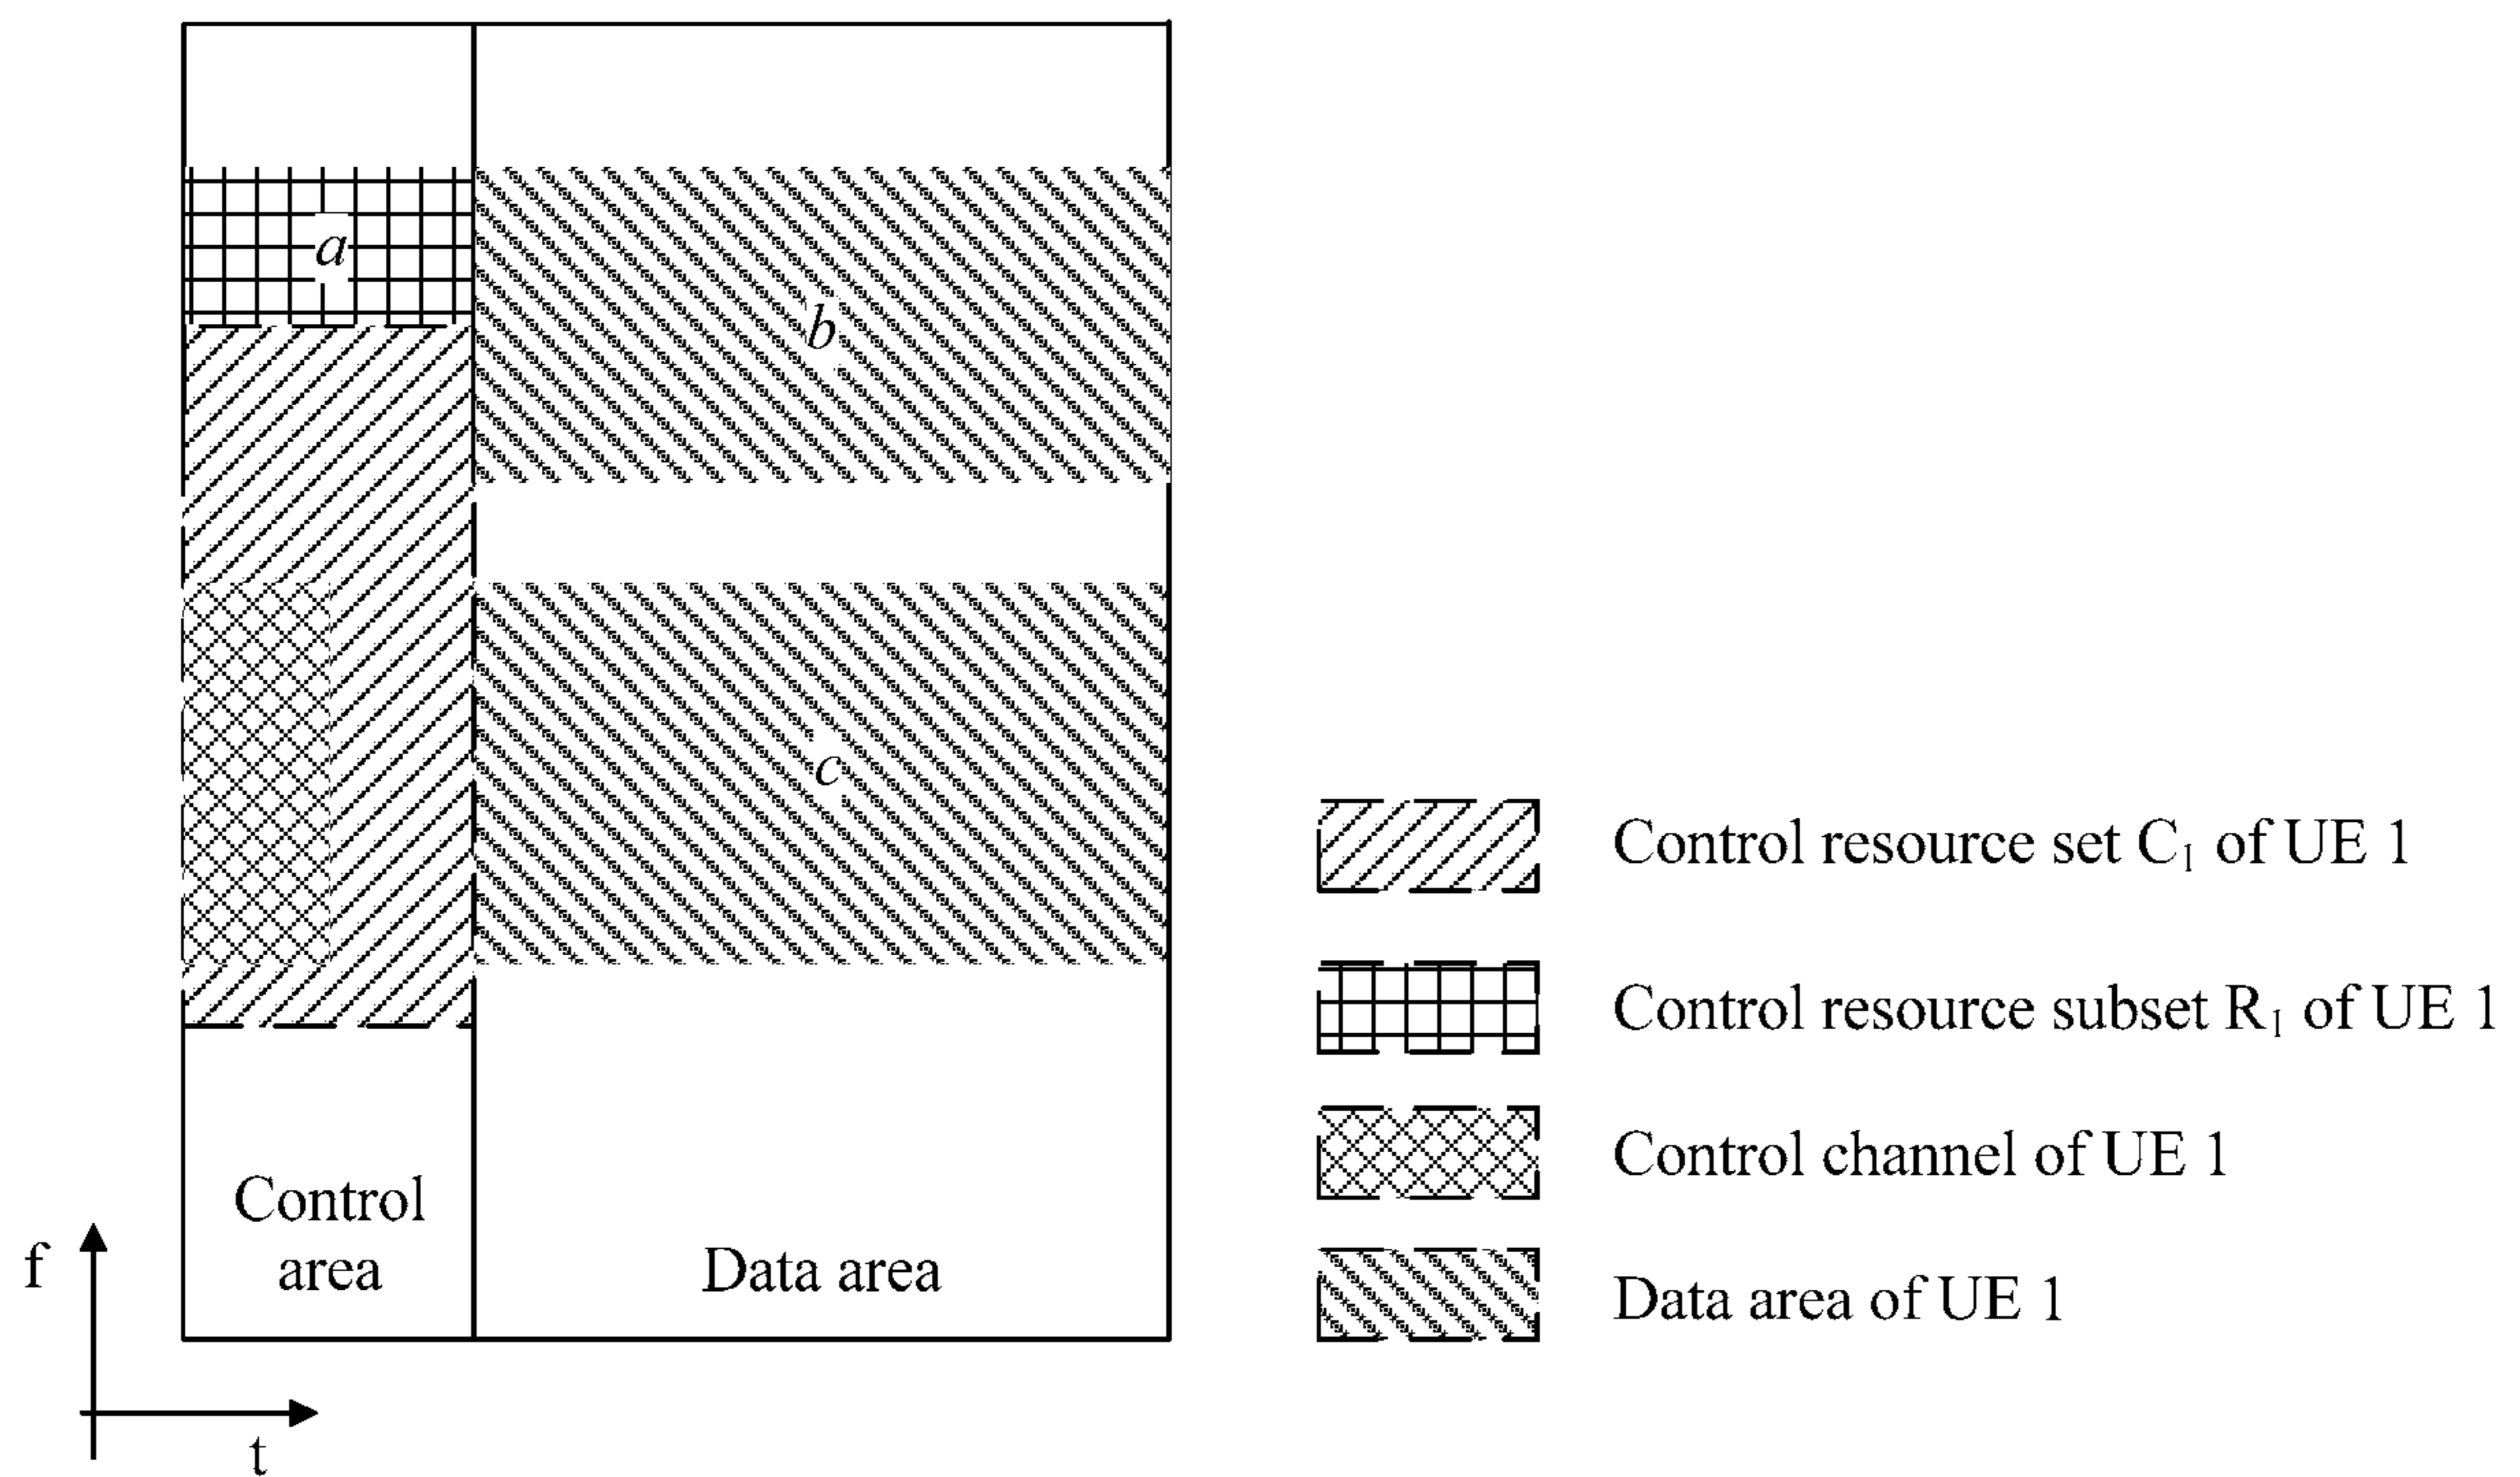 a
b
c
Control
area
Data area
f
t
Control resource set C₁ of UE 1
Control resource subset R₁ of UE 1
Control channel of UE 1
Data area of UE 1